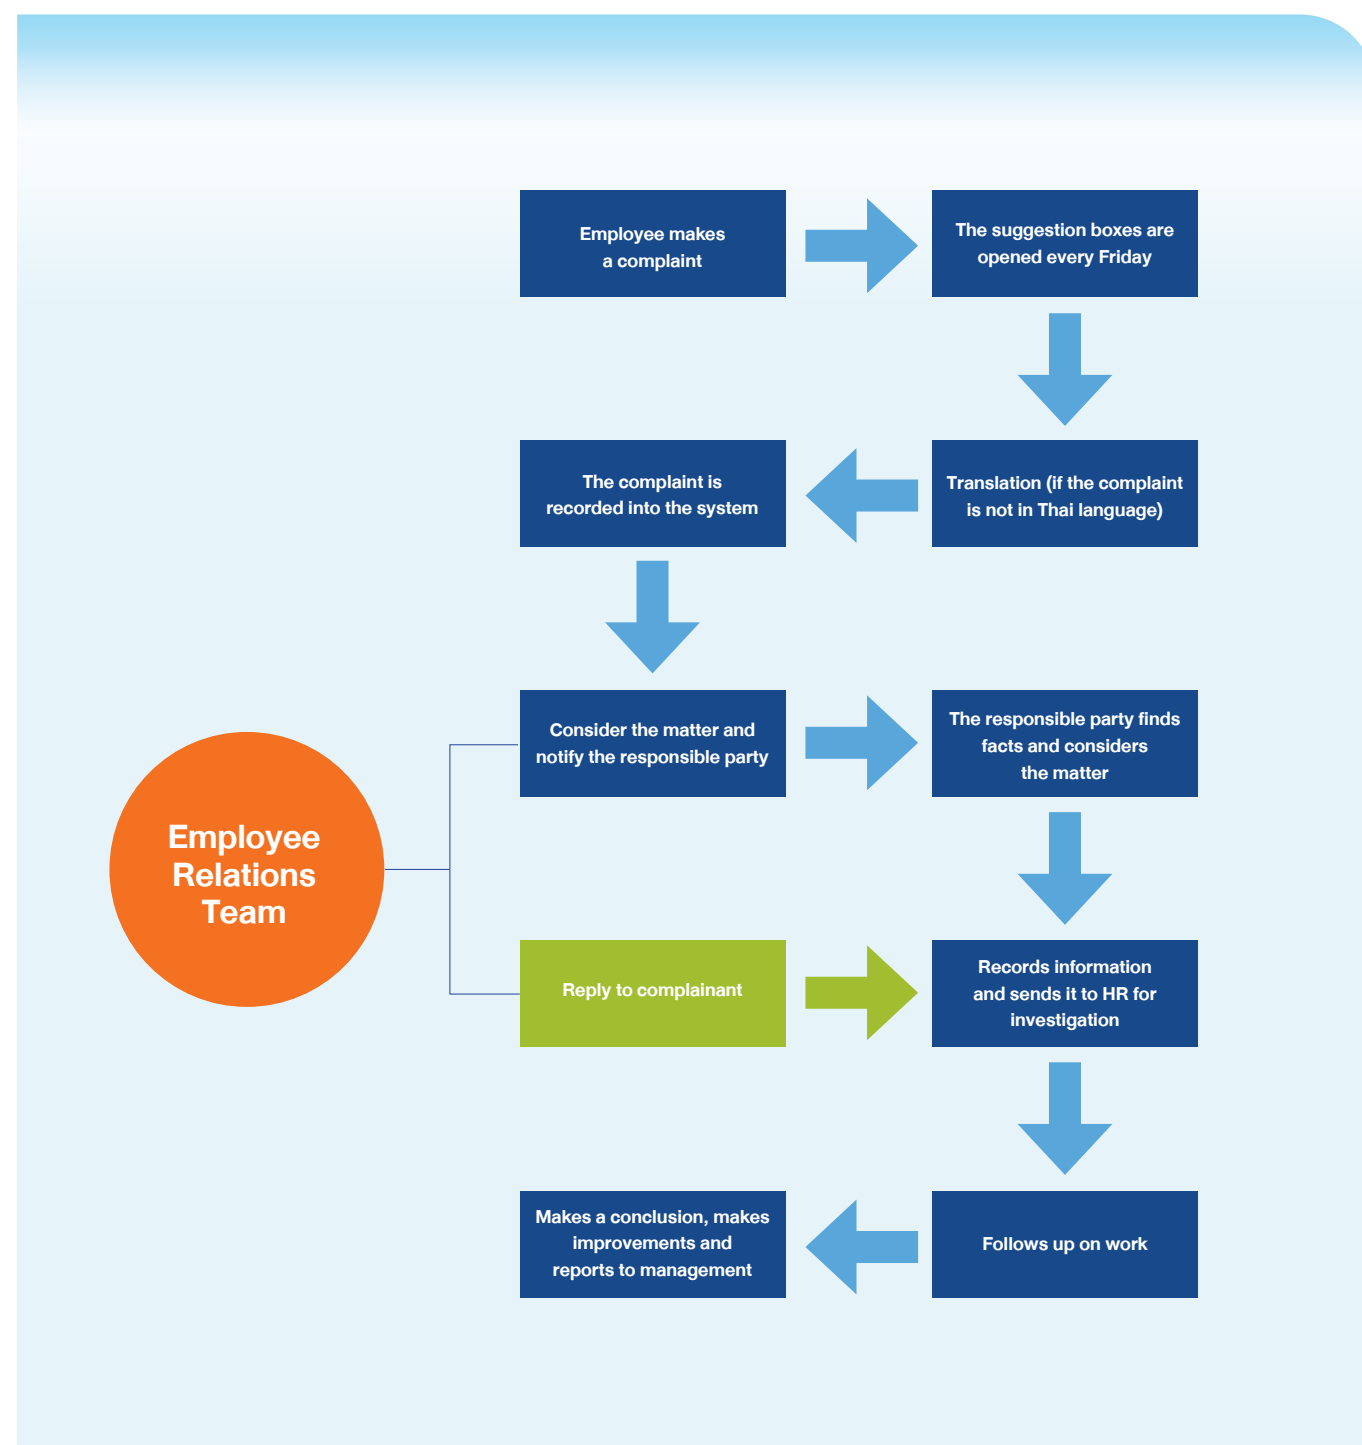 Employee makes
a complaint
The suggestion boxes are
opened every Friday
The complaint is
recorded into the system
Translation (if the complaint
is not in Thai language)
Consider the matter and
notify the responsible party
The responsible party finds
facts and considers
the matter
Employee
Relations
Team
Reply to complainant
Records information
and sends it to HR for
investigation
Makes a conclusion, makes
improvements and
reports to management
Follows up on work